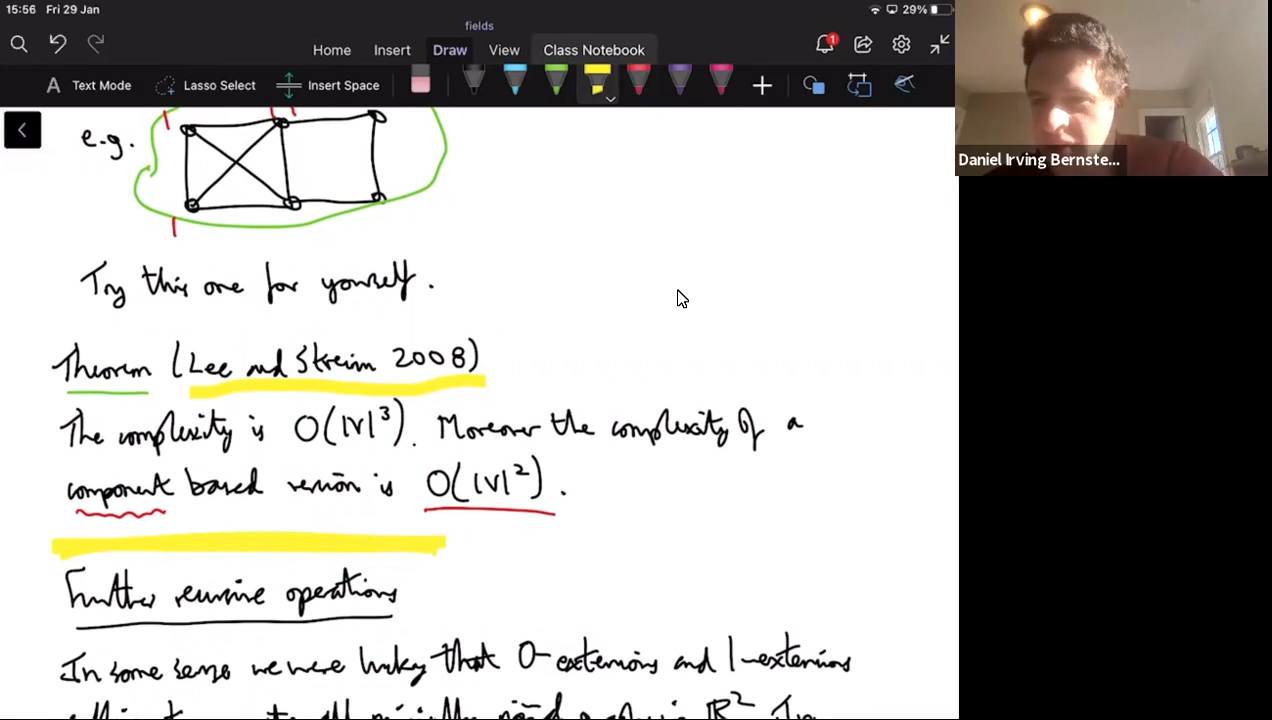 15:56 Fri 29 Jan
29%
fields
Home Insert Draw View Class Notebook
1
Text Mode Lasso Select Insert Space
Daniel Irving Bernste...
e.g.
Try this one for yourself.
Theorem (Lee and Streinu 2008)
The complexity is O(|V|³). Moreover the complexity of a
component based version is O(|V|²).
Further recursive operations
In some sense we were lucky that 0-extensions and 1-extensions
ℝ². In